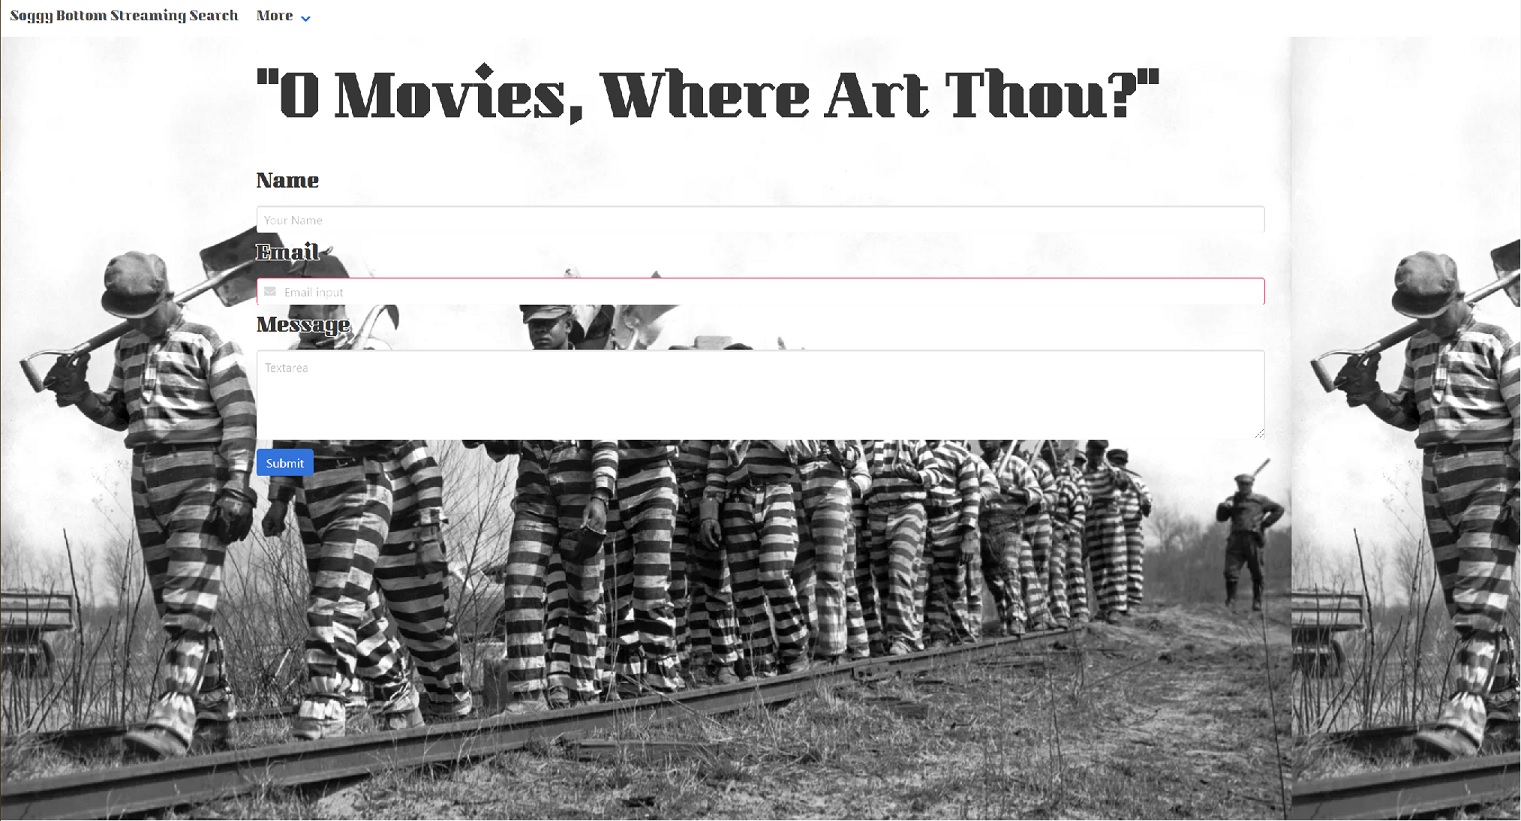 Soggy Bottom Streaming Search More
"O Movies, Where Art Thou?"
Name
Your Name
Email
Email input
Message
Textarea
Submit